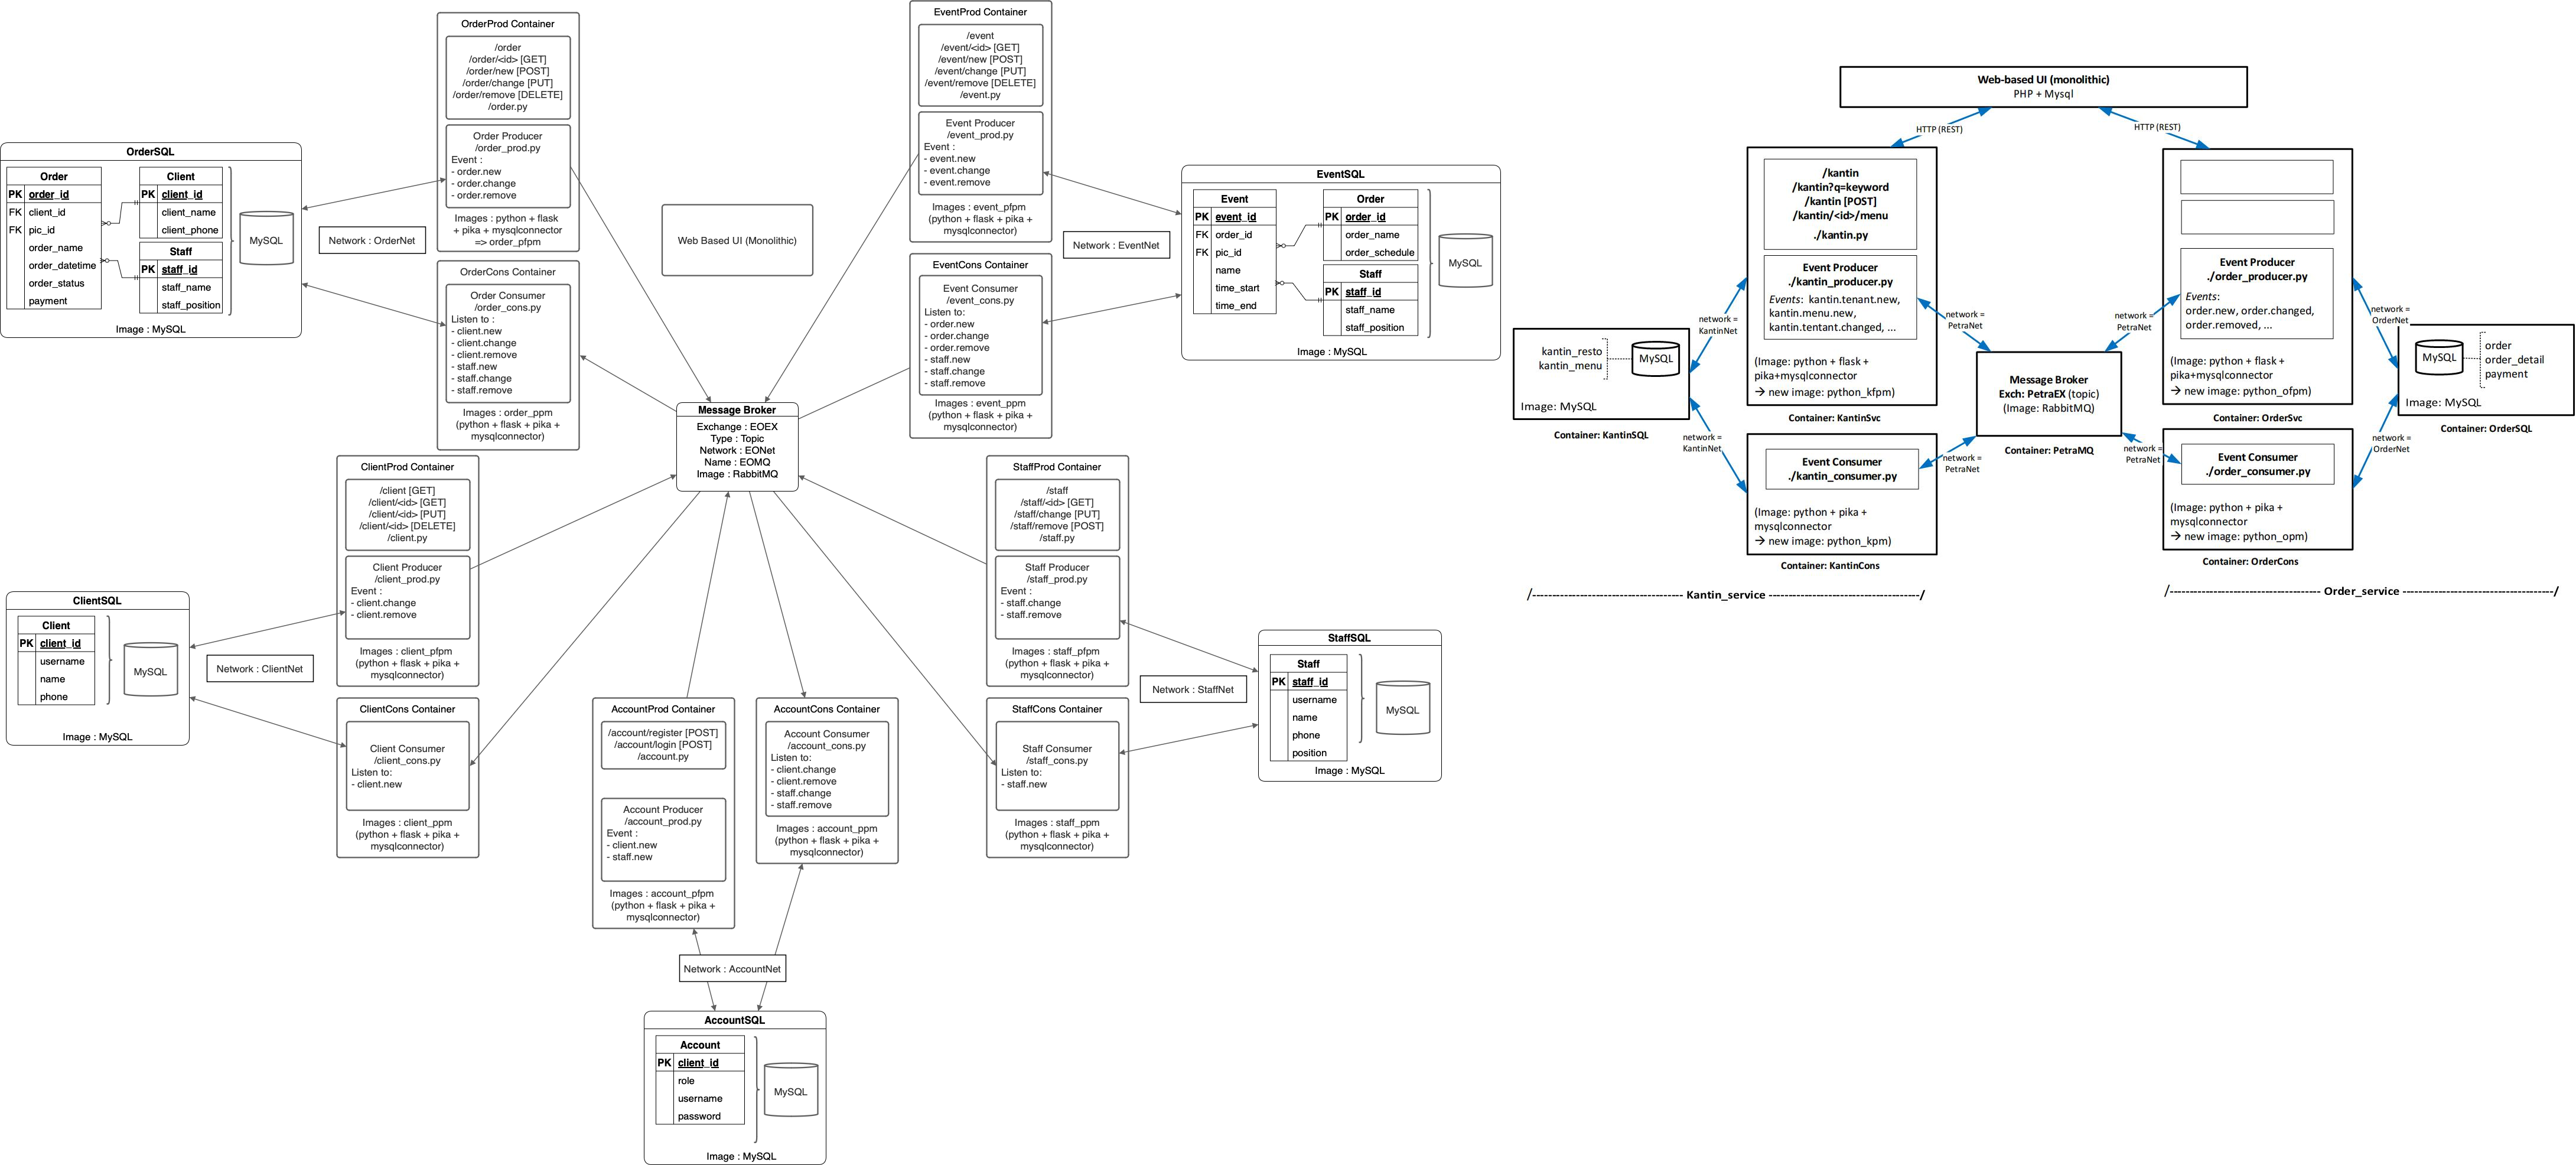 OrderProd Container
/order
/order/<id> [GET]
/order/new [POST]
/order/change [PUT]
/order/remove [DELETE]
/order.py
Order Producer
/order_prod.py
Event :
- order.new
- order.change
- order.remove
Images : python + flask
+ pika + mysqlconnector
=> order_pfpm
OrderSQL
Order
PK order_id
FK client_id
FK pic_id
order_name
order_datetime
order_status
payment
Client
PK client_id
client_name
client_phone
Staff
PK staff_id
staff_name
staff_position
MySQL
Image : MySQL
Network : OrderNet
OrderCons Container
Order Consumer
/order_cons.py
Listen to :
- client.new
- client.change
- client.remove
- staff.new
- staff.change
- staff.remove
Images : order_ppm
(python + flask + pika +
mysqlconnector)
Web Based UI (Monolithic)
EventProd Container
/event
/event/<id> [GET]
/event/new [POST]
/event/change [PUT]
/event/remove [DELETE]
/event.py
Event Producer
/event_prod.py
Event :
- event.new
- event.change
- event.remove
Images : event_pfpm
(python + flask + pika +
mysqlconnector)
Network : EventNet
EventCons Container
Event Consumer
/event_cons.py
Listen to:
- order.new
- order.change
- order.remove
- staff.new
- staff.change
- staff.remove
Images : event_ppm
(python + flask + pika +
mysqlconnector)
EventSQL
Event
PK event_id
FK order_id
FK pic_id
name
time_start
time_end
Order
PK order_id
order_name
order_schedule
Staff
PK staff_id
staff_name
staff_position
MySQL
Image : MySQL
Message Broker
Exchange : EOEX
Type : Topic
Network : EONet
Name : EOMQ
Image : RabbitMQ
ClientProd Container
/client [GET]
/client/<id> [GET]
/client/<id> [PUT]
/client/<id> [DELETE]
/client.py
Client Producer
/client_prod.py
Event :
- client.change
- client.remove
Images : client_pfpm
(python + flask + pika +
mysqlconnector)
ClientSQL
Client
PK client_id
username
name
phone
MySQL
Image : MySQL
Network : ClientNet
ClientCons Container
Client Consumer
/client_cons.py
Listen to:
- client.new
Images : client_ppm
(python + flask + pika +
mysqlconnector)
AccountProd Container
/account/register [POST]
/account/login [POST]
/account.py
Account Producer
/account_prod.py
Event :
- client.new
- staff.new
Images : account_pfpm
(python + flask + pika +
mysqlconnector)
AccountCons Container
Account Consumer
/account_cons.py
Listen to:
- client.change
- client.remove
- staff.change
- staff.remove
Images : account_ppm
(python + flask + pika +
mysqlconnector)
Network : AccountNet
AccountSQL
Account
PK client_id
role
username
password
MySQL
Image : MySQL
StaffProd Container
/staff
/staff/<id> [GET]
/staff/change [PUT]
/staff/remove [POST]
/staff.py
Staff Producer
/staff_prod.py
Event :
- staff.change
- staff.remove
Images : staff_pfpm
(python + flask + pika +
mysqlconnector)
Network : StaffNet
StaffCons Container
Staff Consumer
/staff_cons.py
Listen to:
- staff.new
Images : staff_ppm
(python + flask + pika +
mysqlconnector)
StaffSQL
Staff
PK staff_id
username
name
phone
position
MySQL
Image : MySQL
Web-based UI (monolithic)
PHP + Mysql
HTTP (REST)
HTTP (REST)
/kantin
/kantin?q=keyword
/kantin [POST]
/kantin/<id>/menu
./kantin.py
Event Producer
./kantin_producer.py
Events: kantin.tenant.new,
kantin.menu.new,
kantin.tentant.changed, ...
(Image: python + flask +
pika+mysqlconnector
→ new image: python_kfpm)
Container: KantinSvc
network =
KantinNet
kantin_resto
kantin_menu
MySQL
Image: MySQL
Container: KantinSQL
network =
KantinNet
Event Consumer
./kantin_consumer.py
(Image: python + pika +
mysqlconnector
→ new image: python_kpm)
Container: KantinCons
network =
PetraNet
network =
PetraNet
Message Broker
Exch: PetraEX (topic)
(Image: RabbitMQ)
Container: PetraMQ
network =
PetraNet
network =
PetraNet
Event Producer
./order_producer.py
Events:
order.new, order.changed,
order.removed, ...
(Image: python + flask +
pika+mysqlconnector
→ new image: python_ofpm)
Container: OrderSvc
network =
OrderNet
MySQL
order
order_detail
payment
Image: MySQL
Container: OrderSQL
network =
OrderNet
Event Consumer
./order_consumer.py
(Image: python + pika +
mysqlconnector
→ new image: python_opm)
Container: OrderCons
/------------------------------------- Kantin_service -------------------------------------/
/------------------------------------- Order_service -------------------------------------/